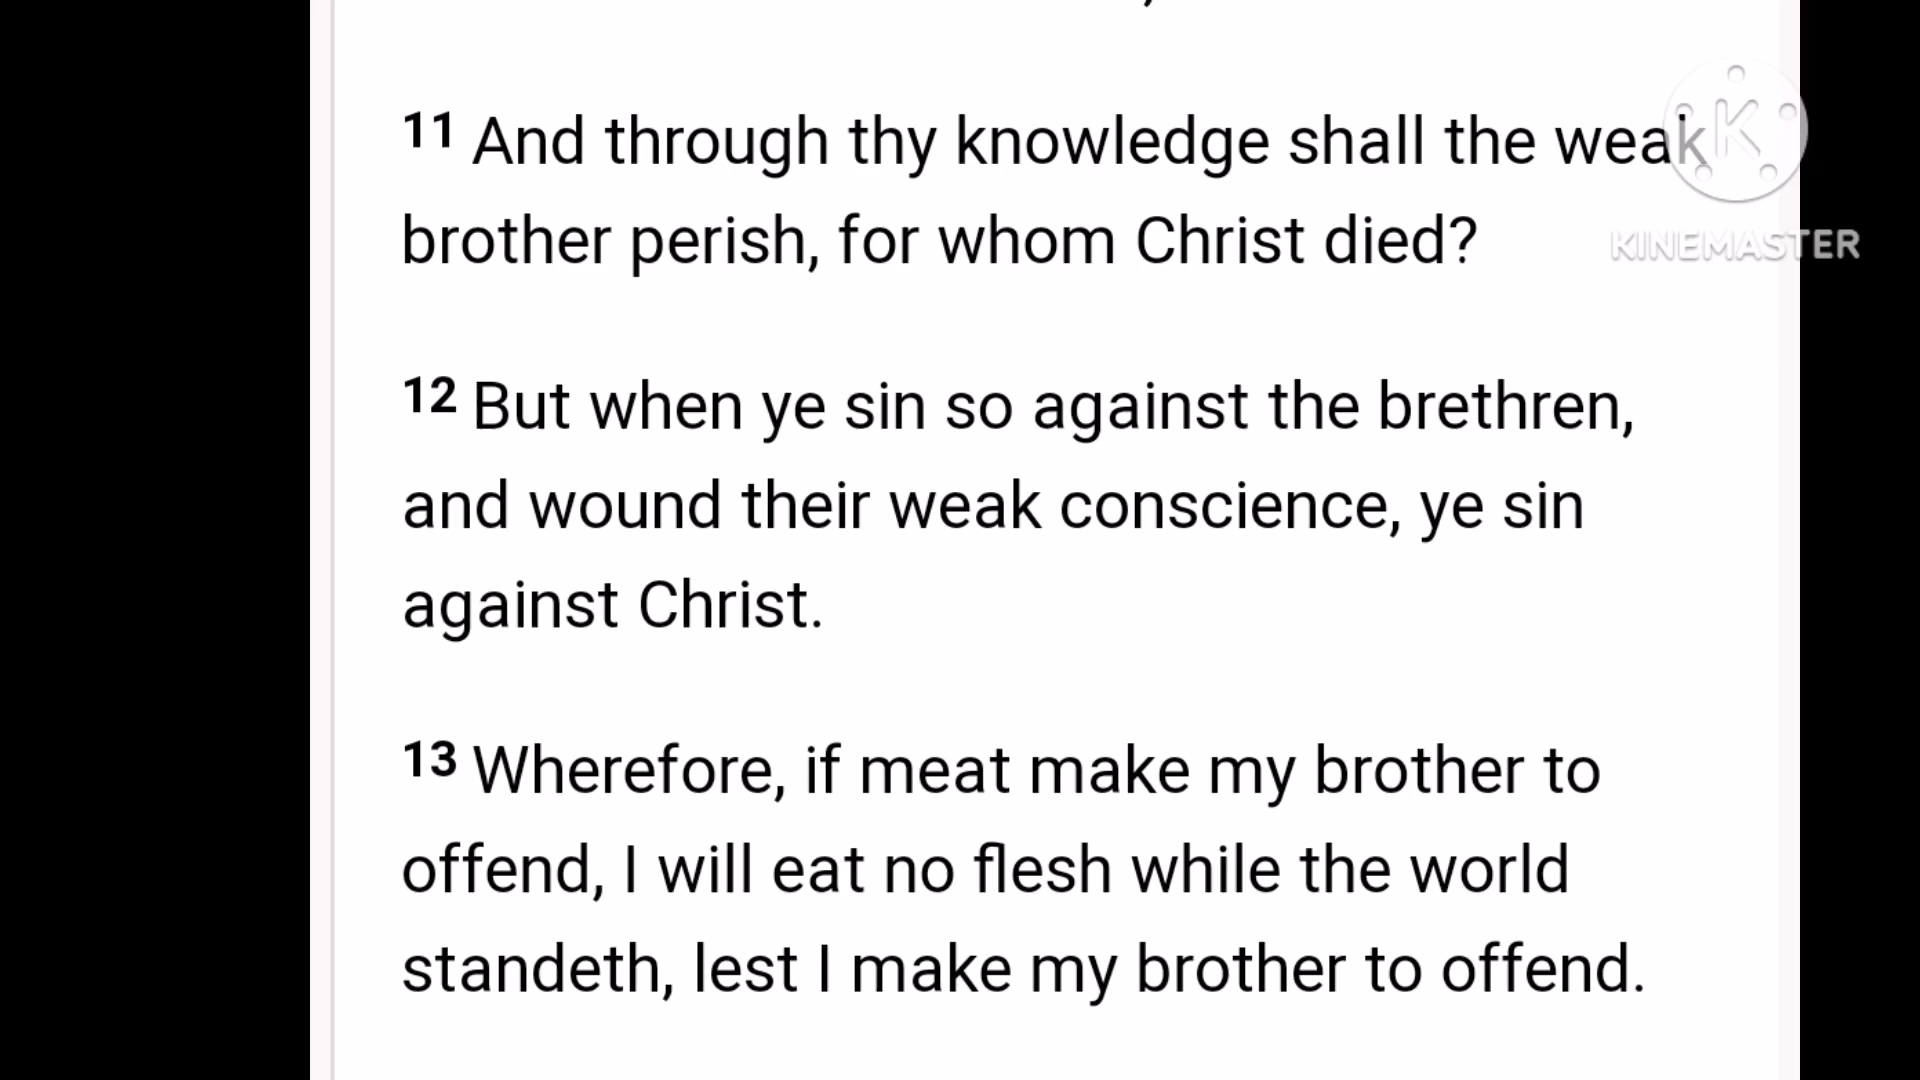 11 And through thy knowledge shall the weak
brother perish, for whom Christ died?
12 But when ye sin so against the brethren,
and wound their weak conscience, ye sin
against Christ.
13 Wherefore, if meat make my brother to
offend, I will eat no flesh while the world
standeth, lest I make my brother to offend.
K
KINEMASTER